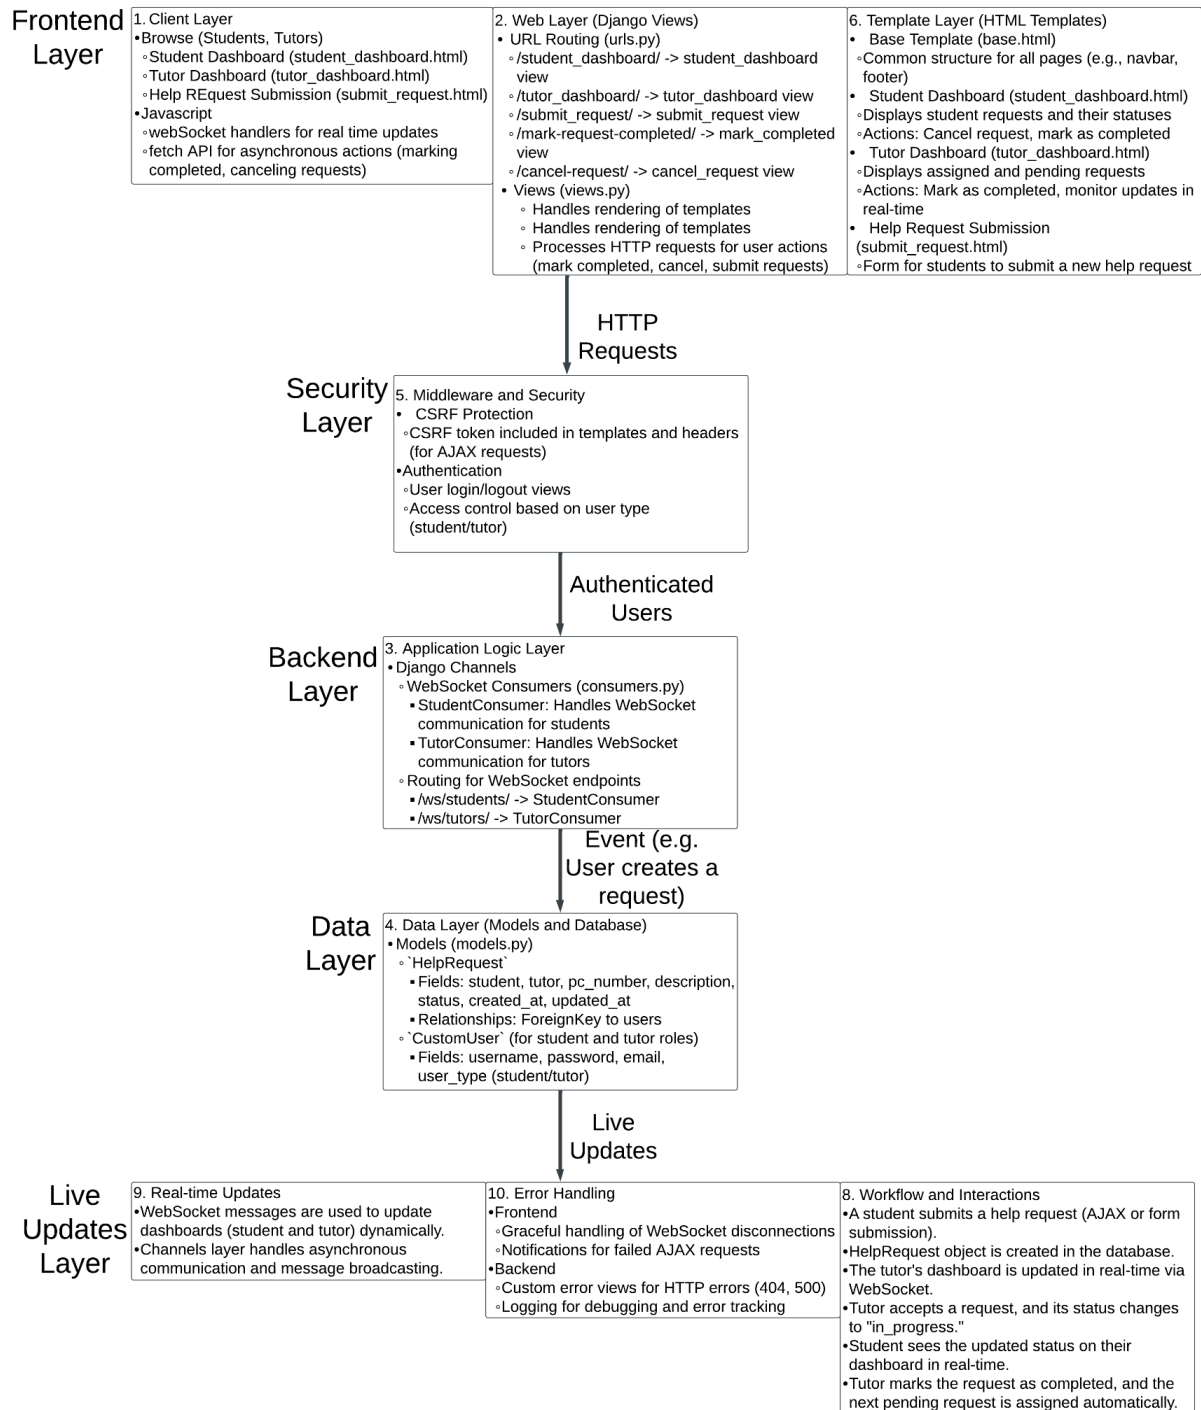 Frontend
Layer
1. Client Layer
•Browse (Students, Tutors)
◦Student Dashboard (student_dashboard.html)
◦Tutor Dashboard (tutor_dashboard.html)
◦Help REquest Submission (submit_request.html)
•Javascript
◦webSocket handlers for real time updates
◦fetch API for asynchronous actions (marking
completed, canceling requests)
2. Web Layer (Django Views)
• URL Routing (urls.py)
◦/student_dashboard/ -> student_dashboard
view
◦/tutor_dashboard/ -> tutor_dashboard view
◦/submit_request/ -> submit_request view
◦/mark-request-completed/ -> mark_completed
view
◦/cancel-request/ -> cancel_request view
• Views (views.py)
◦ Handles rendering of templates
◦ Handles rendering of templates
◦ Processes HTTP requests for user actions
(mark completed, cancel, submit requests)
6. Template Layer (HTML Templates)
• Base Template (base.html)
◦Common structure for all pages (e.g., navbar,
footer)
• Student Dashboard (student_dashboard.html)
◦Displays student requests and their statuses
◦Actions: Cancel request, mark as completed
• Tutor Dashboard (tutor_dashboard.html)
◦Displays assigned and pending requests
◦Actions: Mark as completed, monitor updates in
real-time
• Help Request Submission
(submit_request.html)
◦Form for students to submit a new help request
HTTP
Requests
Security
Layer
5. Middleware and Security
• CSRF Protection
◦CSRF token included in templates and headers
(for AJAX requests)
•Authentication
◦User login/logout views
◦Access control based on user type
(student/tutor)
Authenticated
Users
Backend
Layer
3. Application Logic Layer
•Django Channels
◦WebSocket Consumers (consumers.py)
▪StudentConsumer: Handles WebSocket
communication for students
▪TutorConsumer: Handles WebSocket
communication for tutors
◦Routing for WebSocket endpoints
▪/ws/students/ -> StudentConsumer
▪/ws/tutors/ -> TutorConsumer
Event (e.g.
User creates a
request)
Data
Layer
4. Data Layer (Models and Database)
•Models (models.py)
◦`HelpRequest`
▪Fields: student, tutor, pc_number, description,
status, created_at, updated_at
▪Relationships: ForeignKey to users
◦`CustomUser` (for student and tutor roles)
▪Fields: username, password, email,
user_type (student/tutor)
Live
Updates
Live
Updates
Layer
9. Real-time Updates
•WebSocket messages are used to update
dashboards (student and tutor) dynamically.
•Channels layer handles asynchronous
communication and message broadcasting.
10. Error Handling
•Frontend
◦Graceful handling of WebSocket disconnections
◦Notifications for failed AJAX requests
•Backend
◦Custom error views for HTTP errors (404, 500)
◦Logging for debugging and error tracking
8. Workflow and Interactions
•A student submits a help request (AJAX or form
submission).
•HelpRequest object is created in the database.
•The tutor's dashboard is updated in real-time via
WebSocket.
•Tutor accepts a request, and its status changes
to "in_progress."
•Student sees the updated status on their
dashboard in real-time.
•Tutor marks the request as completed, and the
next pending request is assigned automatically.